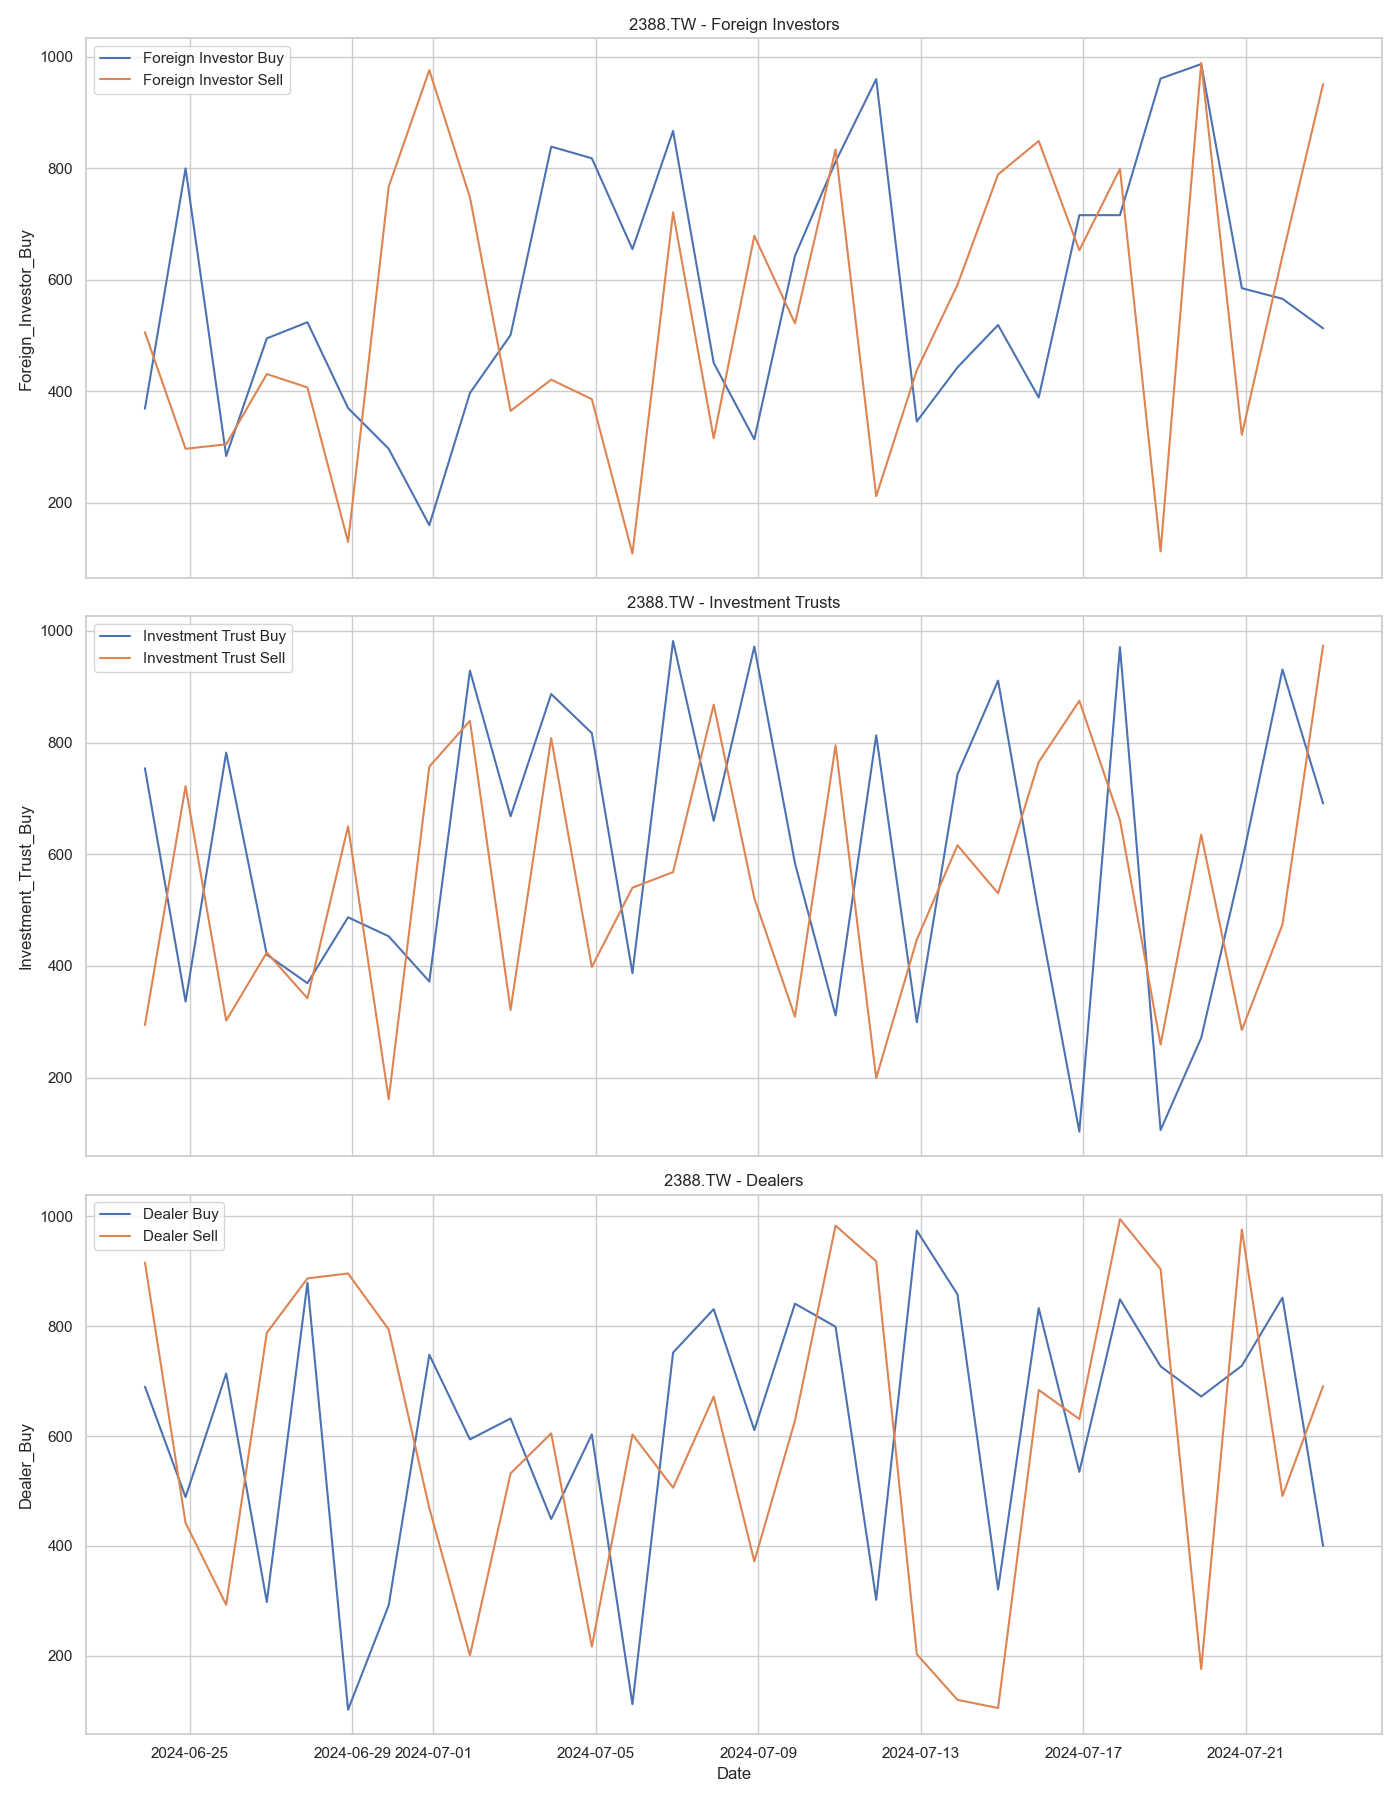 2388.TW - Foreign Investors
Foreign Investor Buy
Foreign Investor Sell
Foreign_Investor_Buy
1000
800
600
400
200
2388.TW - Investment Trusts
Investment Trust Buy
Investment Trust Sell
Investment_Trust_Buy
1000
800
600
400
200
2388.TW - Dealers
Dealer Buy
Dealer Sell
Dealer_Buy
1000
800
600
400
200
2024-06-25 2024-06-29 2024-07-01 2024-07-05 2024-07-09 2024-07-13 2024-07-17 2024-07-21
Date